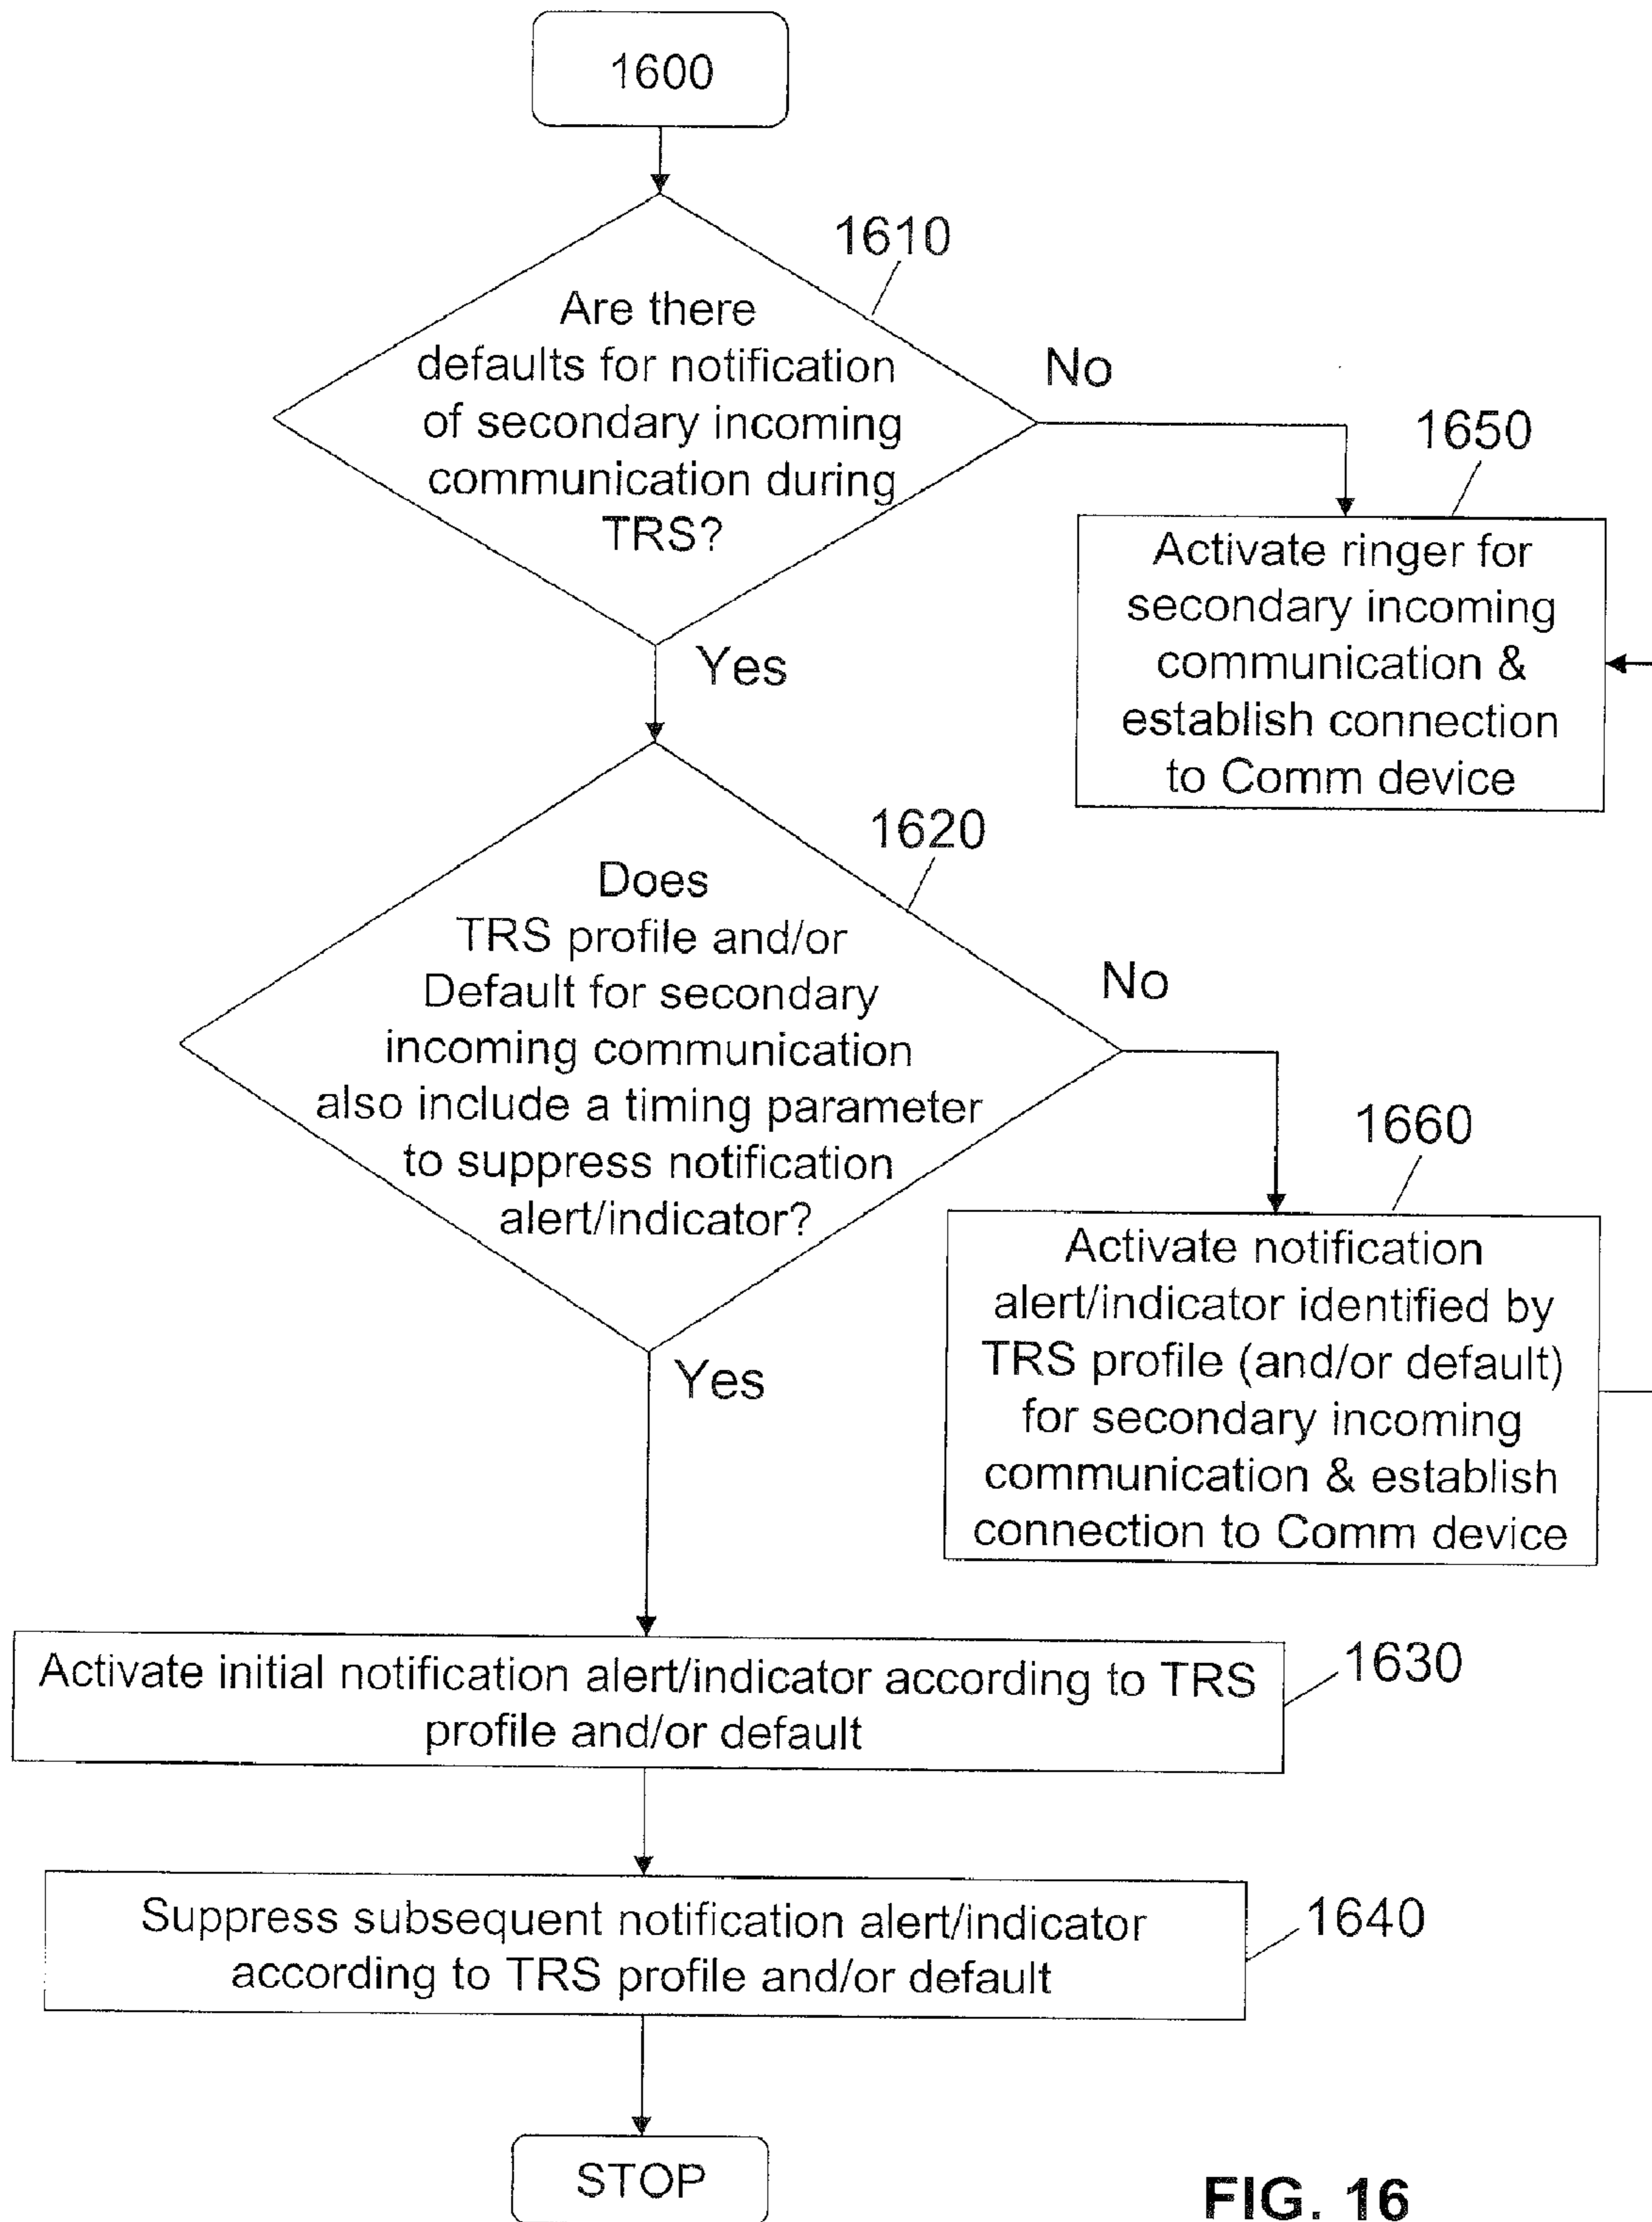 1600
1610
Are there
defaults for notification
of secondary incoming
communication during
TRS?
No
Yes
1650
Activate ringer for
secondary incoming
communication &
establish connection
to Comm device
1620
Does
TRS profile and/or
Default for secondary
incoming communication
also include a timing parameter
to suppress notification
alert/indicator?
No
Yes
1660
Activate notification
alert/indicator identified by
TRS profile (and/or default)
for secondary incoming
communication & establish
connection to Comm device
Activate initial notification alert/indicator according to TRS
profile and/or default
1630
Suppress subsequent notification alert/indicator
according to TRS profile and/or default
1640
STOP
FIG. 16